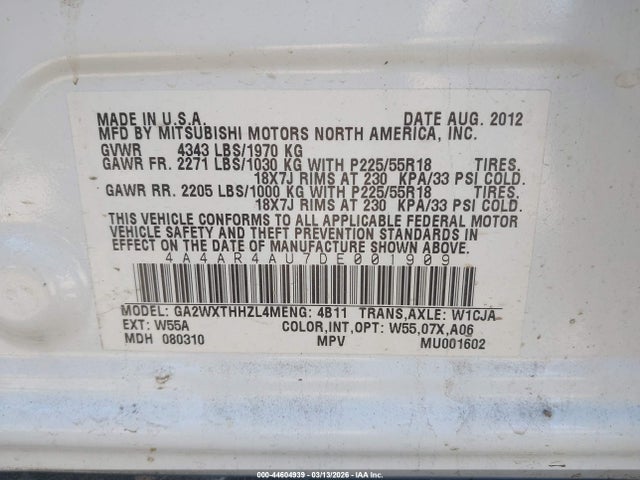 MADE IN U.S.A. DATE AUG. 2012
MFD BY MITSUBISHI MOTORS NORTH AMERICA, INC.
GVWR 4343 LBS/1970 KG
GAWR FR. 2271 LBS/1030 KG WITH P225/55R18 TIRES.
18X7J RIMS AT 230 KPA/33 PSI COLD.
GAWR RR. 2205 LBS/1000 KG WITH P225/55R18 TIRES.
18X7J RIMS AT 230 KPA/33 PSI COLD.
THIS VEHICLE CONFORMS TO ALL APPLICABLE FEDERAL MOTOR
VEHICLE SAFETY AND THEFT PREVENTION STANDARDS IN
EFFECT ON THE DATE OF MANUFACTURE SHOWN ABOVE.
4A4AR4AU7DE001909
MODEL: GA2WXTHHZL4MENG: 4B11 TRANS,AXLE: W1CJA
EXT: W55A COLOR,INT,OPT: W55,07X,A06
MDH 080310 MPV MU001602
000-44604939 - 03/13/2026 - IAA Inc.